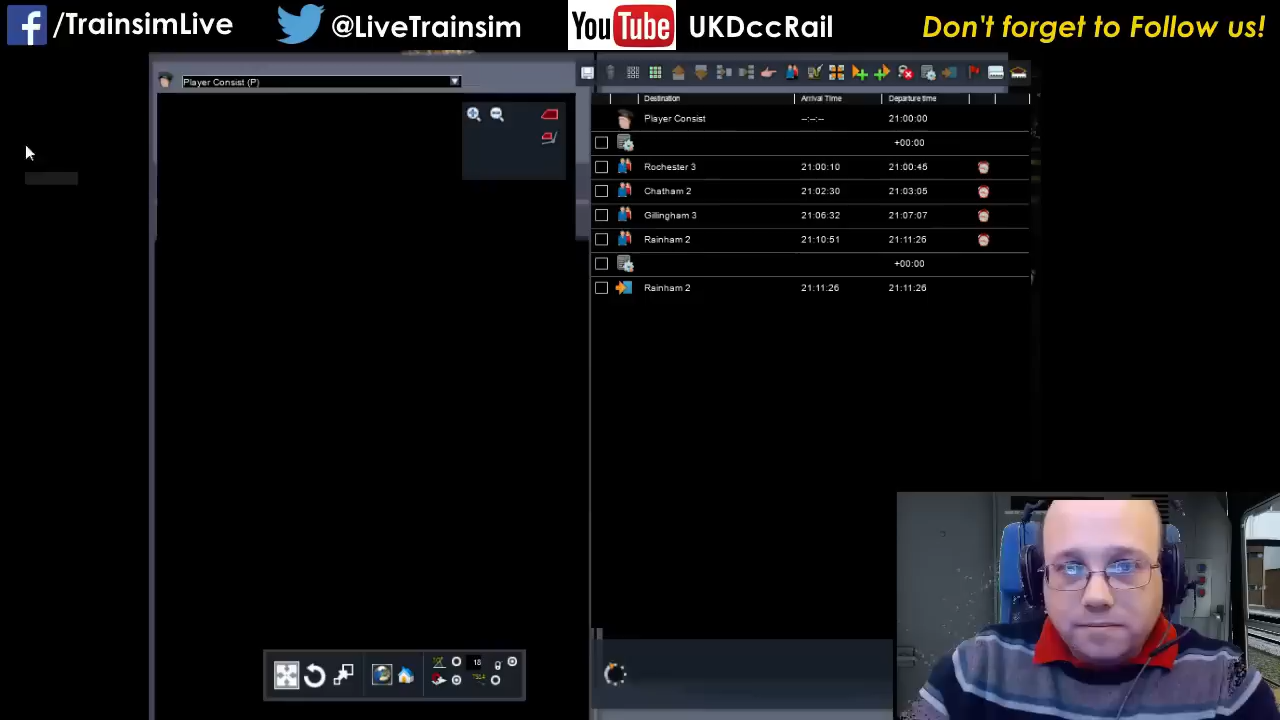 f /TrainsimLive @LiveTrainsim YouTube UKDccRail Don't forget to Follow us!
Player Consist (P)
Destination Arrival Time Departure time
Player Consist --:--:-- 21:00:00
+00:00
Rochester 3 21:00:10 21:00:45
Chatham 2 21:02:30 21:03:05
Gillingham 3 21:06:32 21:07:07
Rainham 2 21:10:51 21:11:26
+00:00
Rainham 2 21:11:26 21:11:26
18